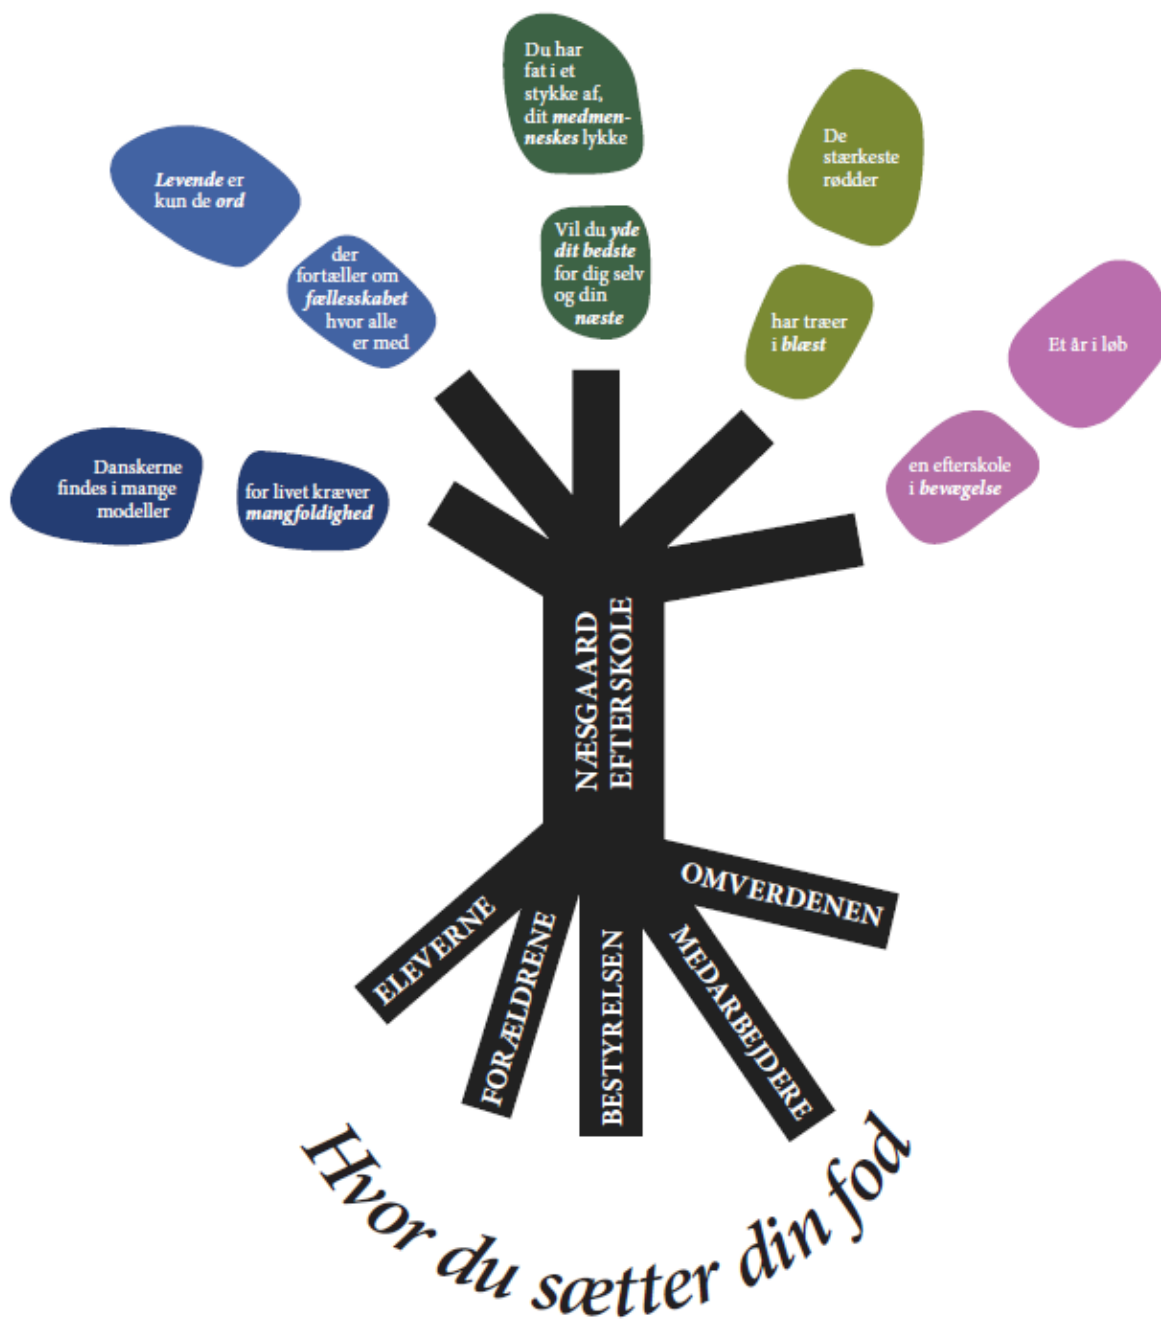 Danskerne
findes i mange
modeller
for livet kræver
mangfoldighed
Levende er
kun de ord
der
fortæller om
fællesskabet
hvor alle
er med
Du har
fat i et
stykke af,
dit medmen-
neskes lykke
Vil du yde
dit bedste
for dig selv
og din
næste
De
stærkeste
rødder
har træer
i blæst
Et år i løb
en efterskole
i bevægelse
NÆSGAARD
EFTERSKOLE
ELEVERNE
FORÆLDRENE
BESTYRELSEN
MEDARBEJDERE
OMVERDENEN
Hvor du sætter din fod